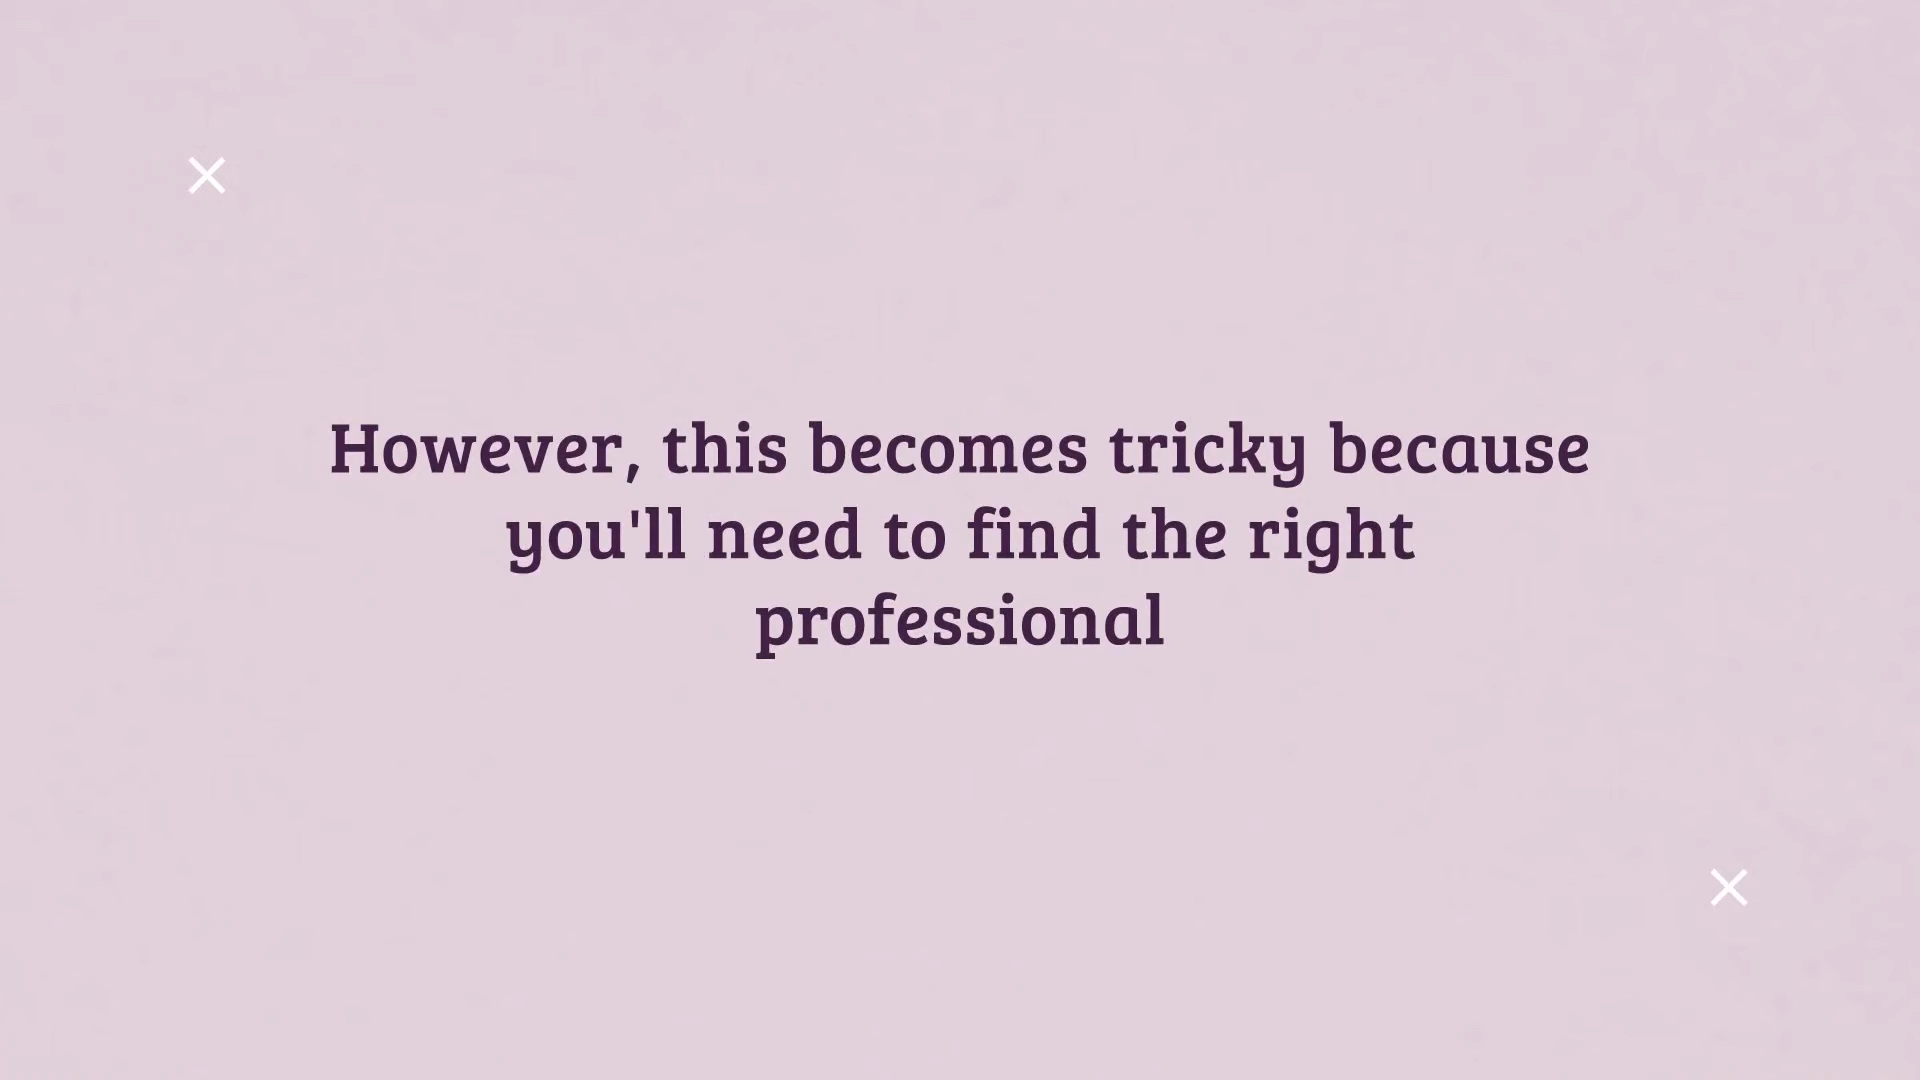 However, this becomes tricky because
you'll need to find the right
professional